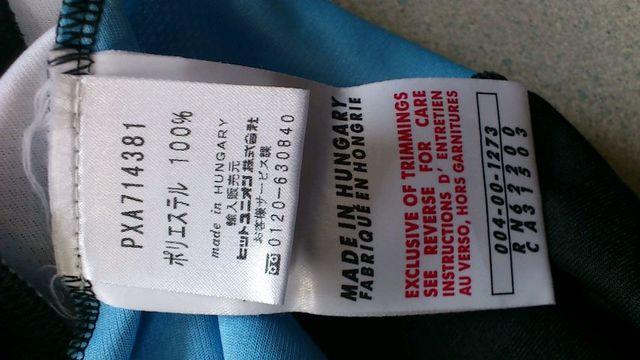 PXA714381
ポリエステル 100%
made in HUNGARY
輸入販売元
ヒットユニオン株式会社
お客様サービス課
0120-630840
MADE IN HUNGARY
FABRIQUÉ EN HONGRIE
EXCLUSIVE OF TRIMMINGS
SEE REVERSE FOR CARE
INSTRUCTIONS D' ENTRETIEN
AU VERSO, HORS GARNITURES
004-00-1273
RN62200
CA31503